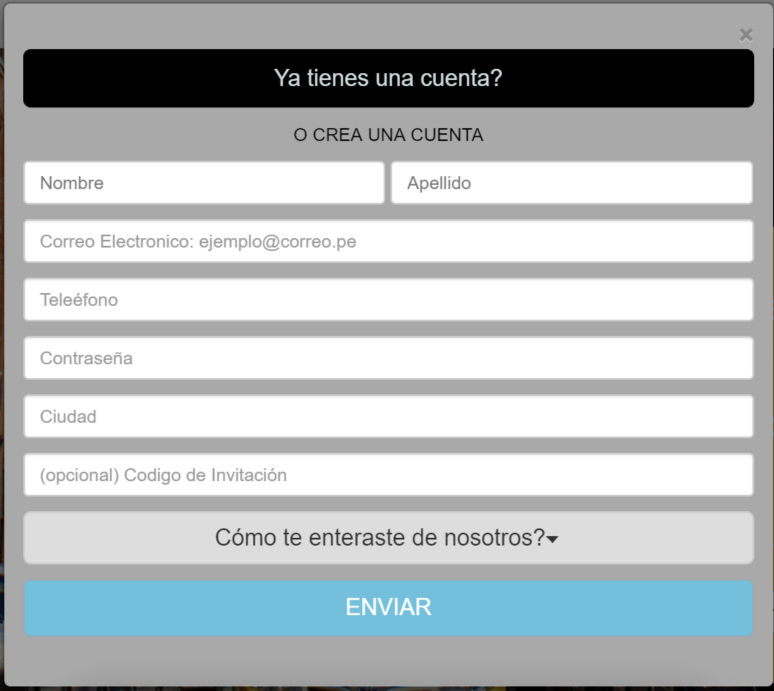 ×
Ya tienes una cuenta?
O CREA UNA CUENTA
Nombre
Apellido
Correo Electronico: ejemplo@correo.pe
Teleéfono
Contraseña
Ciudad
(opcional) Codigo de Invitación
Cómo te enteraste de nosotros?
ENVIAR